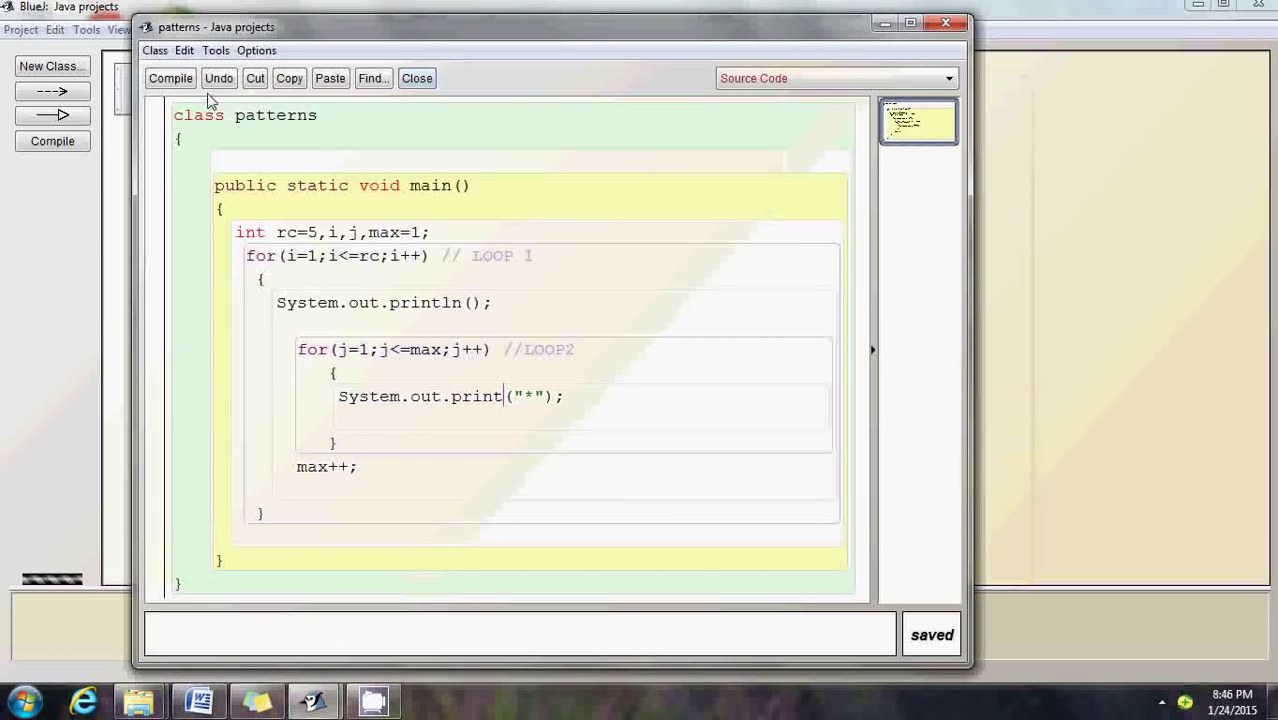 BlueJ: Java projects
Project Edit Tools View
New Class...
Compile
patterns - Java projects
Class Edit Tools Options
Compile Undo Cut Copy Paste Find... Close Source Code
class patterns
{
public static void main()
{
int rc=5,i,j,max=1;
for(i=1;i<=rc;i++) // LOOP 1
{
System.out.println();
for(j=1;j<=max;j++) //LOOP2
{
System.out.print("*");
}
max++;
}
}
}
saved
8:46 PM
1/24/2015